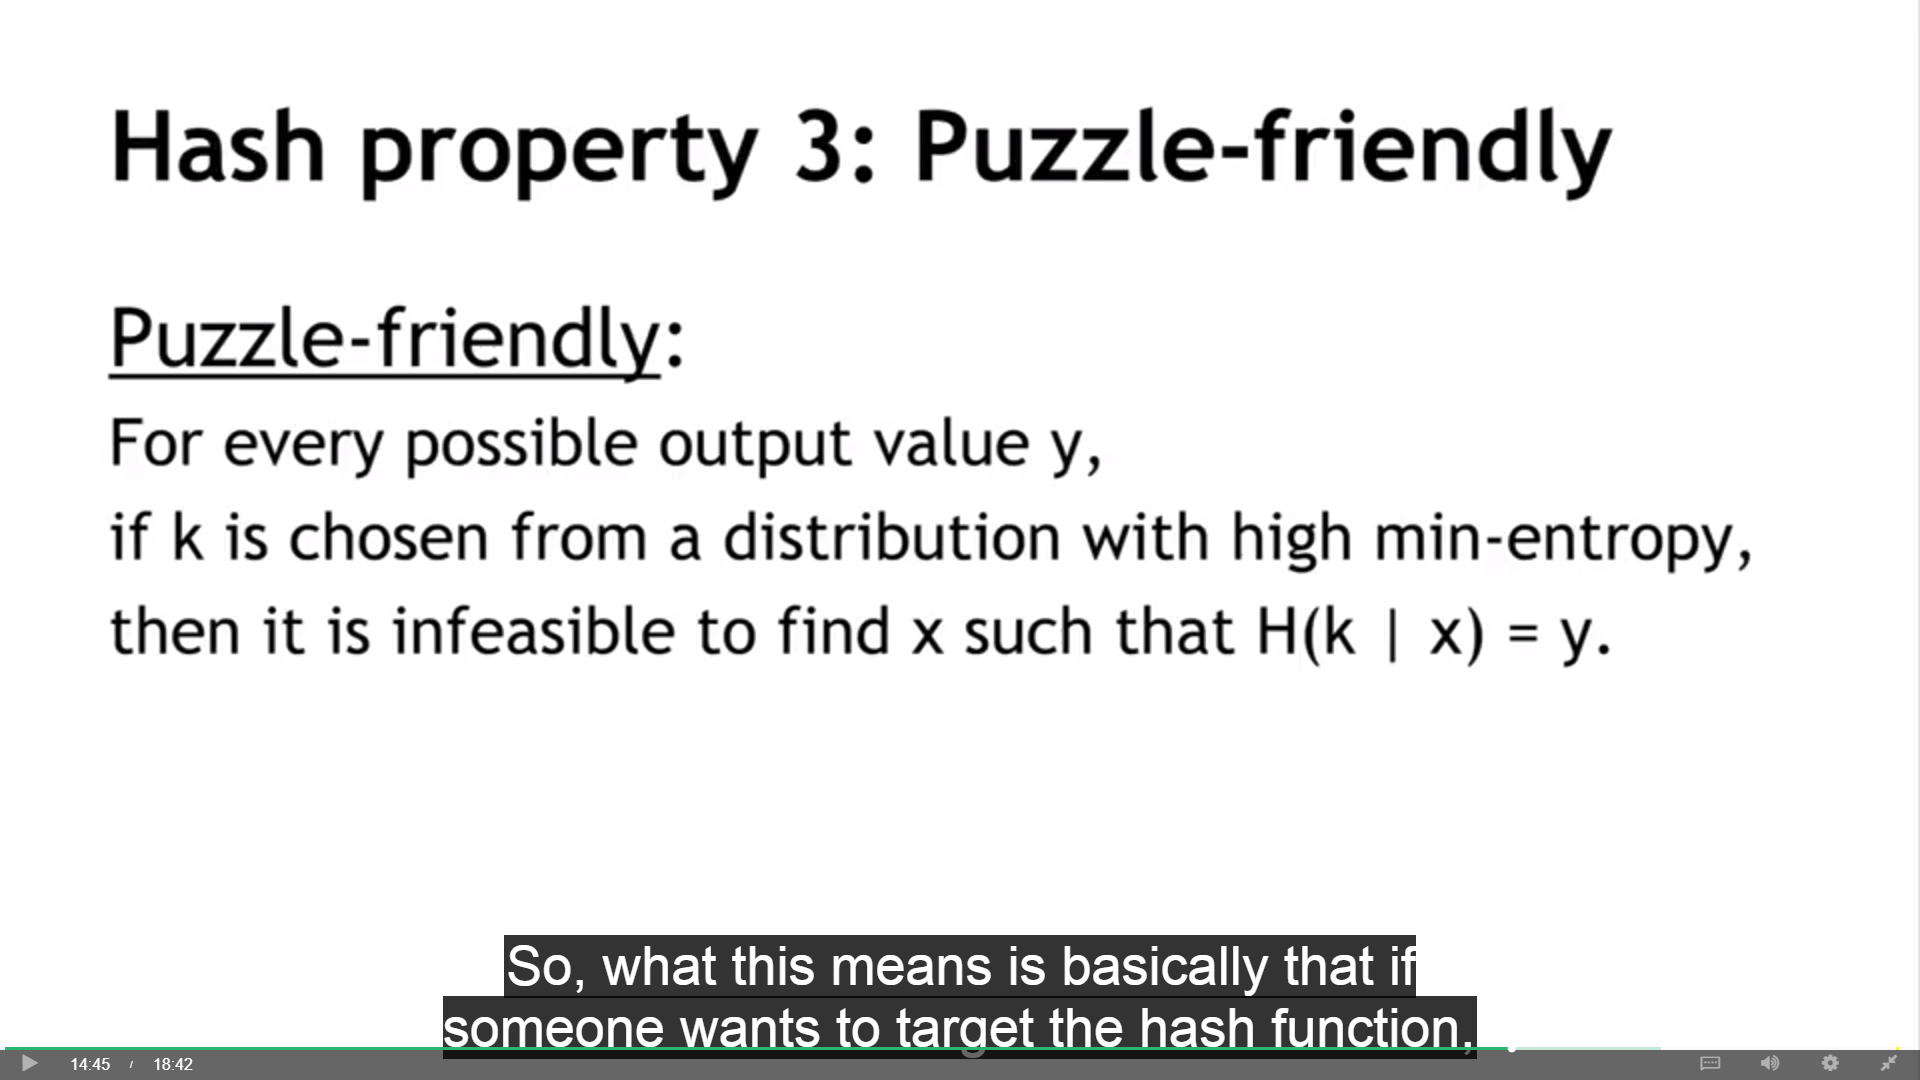 Hash property 3: Puzzle-friendly
Puzzle-friendly:
For every possible output value y,
if k is chosen from a distribution with high min-entropy,
then it is infeasible to find x such that H(k | x) = y.
So, what this means is basically that if
someone wants to target the hash function,
14:45 / 18:42